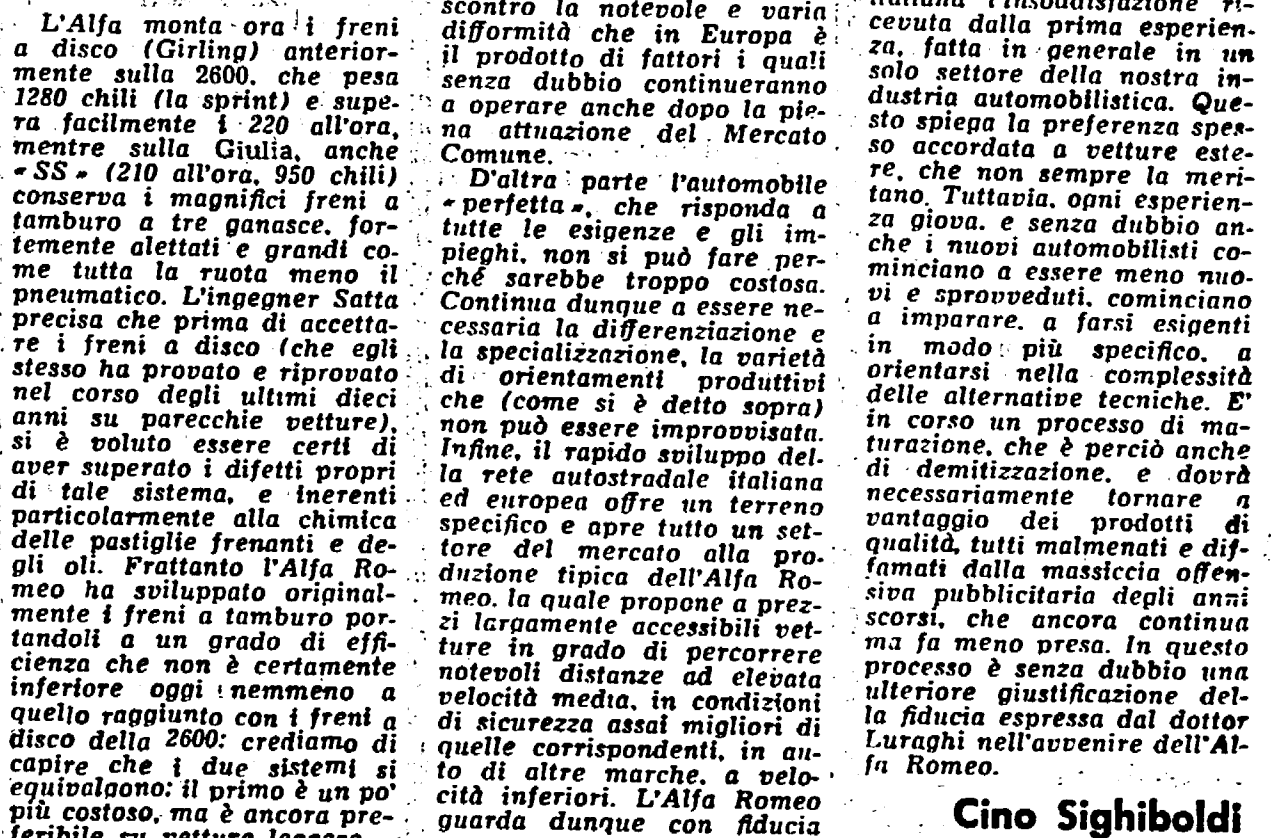 L'Alfa monta ora i freni
a disco (Girling) anterior-
mente sulla 2600. che pesa
1280 chili (la sprint) e supe-
ra facilmente i 220 all'ora,
mentre sulla Giulia, anche
« SS » (210 all'ora, 950 chili)
conserva i magnifici freni a
tamburo a tre ganasce. for-
temente alettati e grandi co-
me tutta la ruota meno il
pneumatico. L'ingegner Satta
precisa che prima di accetta-
re i freni a disco (che egli
stesso ha provato e riprovato
nel corso degli ultimi dieci
anni su parecchie vetture),
si è voluto essere certi di
aver superato i difetti propri
di tale sistema, e inerenti
particolarmente alla chimica
delle pastiglie frenanti e de-
gli oli. Frattanto l'Alfa Ro-
meo ha sviluppato original-
mente i freni a tamburo por-
tandoli a un grado di effi-
cienza che non è certamente
inferiore oggi nemmeno a
quello raggiunto con i freni a
disco della 2600: crediamo di
capire che i due sistemi si
equivalgono: il primo è un po'
più costoso, ma è ancora pre-
feribile su vetture leggere
scontro la notevole e varia
difformità che in Europa è
il prodotto di fattori i quali
senza dubbio continueranno
a operare anche dopo la pie-
na attuazione del Mercato
Comune.
D'altra parte l'automobile
« perfetta », che risponda a
tutte le esigenze e gli im-
pieghi, non si può fare per-
ché sarebbe troppo costosa.
Continua dunque a essere ne-
cessaria la differenziazione e
la specializzazione, la varietà
di orientamenti produttivi
che (come si è detto sopra)
non può essere improvvisata.
Infine, il rapido sviluppo del-
la rete autostradale italiana
ed europea offre un terreno
specifico e apre tutto un set-
tore del mercato alla pro-
duzione tipica dell'Alfa Ro-
meo, la quale propone a prez-
zi largamente accessibili vet-
ture in grado di percorrere
notevoli distanze ad elevata
velocità media, in condizioni
di sicurezza assai migliori di
quelle corrispondenti, in au-
to di altre marche, a velo-
cità inferiori. L'Alfa Romeo
guarda dunque con fiducia
italiana l'insoddisfazione ri-
cevuta dalla prima esperien-
za, fatta in generale in un
solo settore della nostra in-
dustria automobilistica. Que-
sto spiega la preferenza spes-
so accordata a vetture este-
re, che non sempre la meri-
tano. Tuttavia, ogni esperien-
za giova, e senza dubbio an-
che i nuovi automobilisti co-
minciano a essere meno nuo-
vi e sprovveduti, cominciano
a imparare, a farsi esigenti
in modo più specifico, a
orientarsi nella complessità
delle alternative tecniche. E'
in corso un processo di ma-
turazione, che è perciò anche
di demitizzazione, e dovrà
necessariamente tornare a
vantaggio dei prodotti di
qualità, tutti malmenati e dif-
famati dalla massiccia offen-
siva pubblicitaria degli anni
scorsi, che ancora continua
ma fa meno presa. In questo
processo è senza dubbio una
ulteriore giustificazione del-
la fiducia espressa dal dottor
Luraghi nell'avvenire dell'Al-
fa Romeo.
Cino Sighiboldi